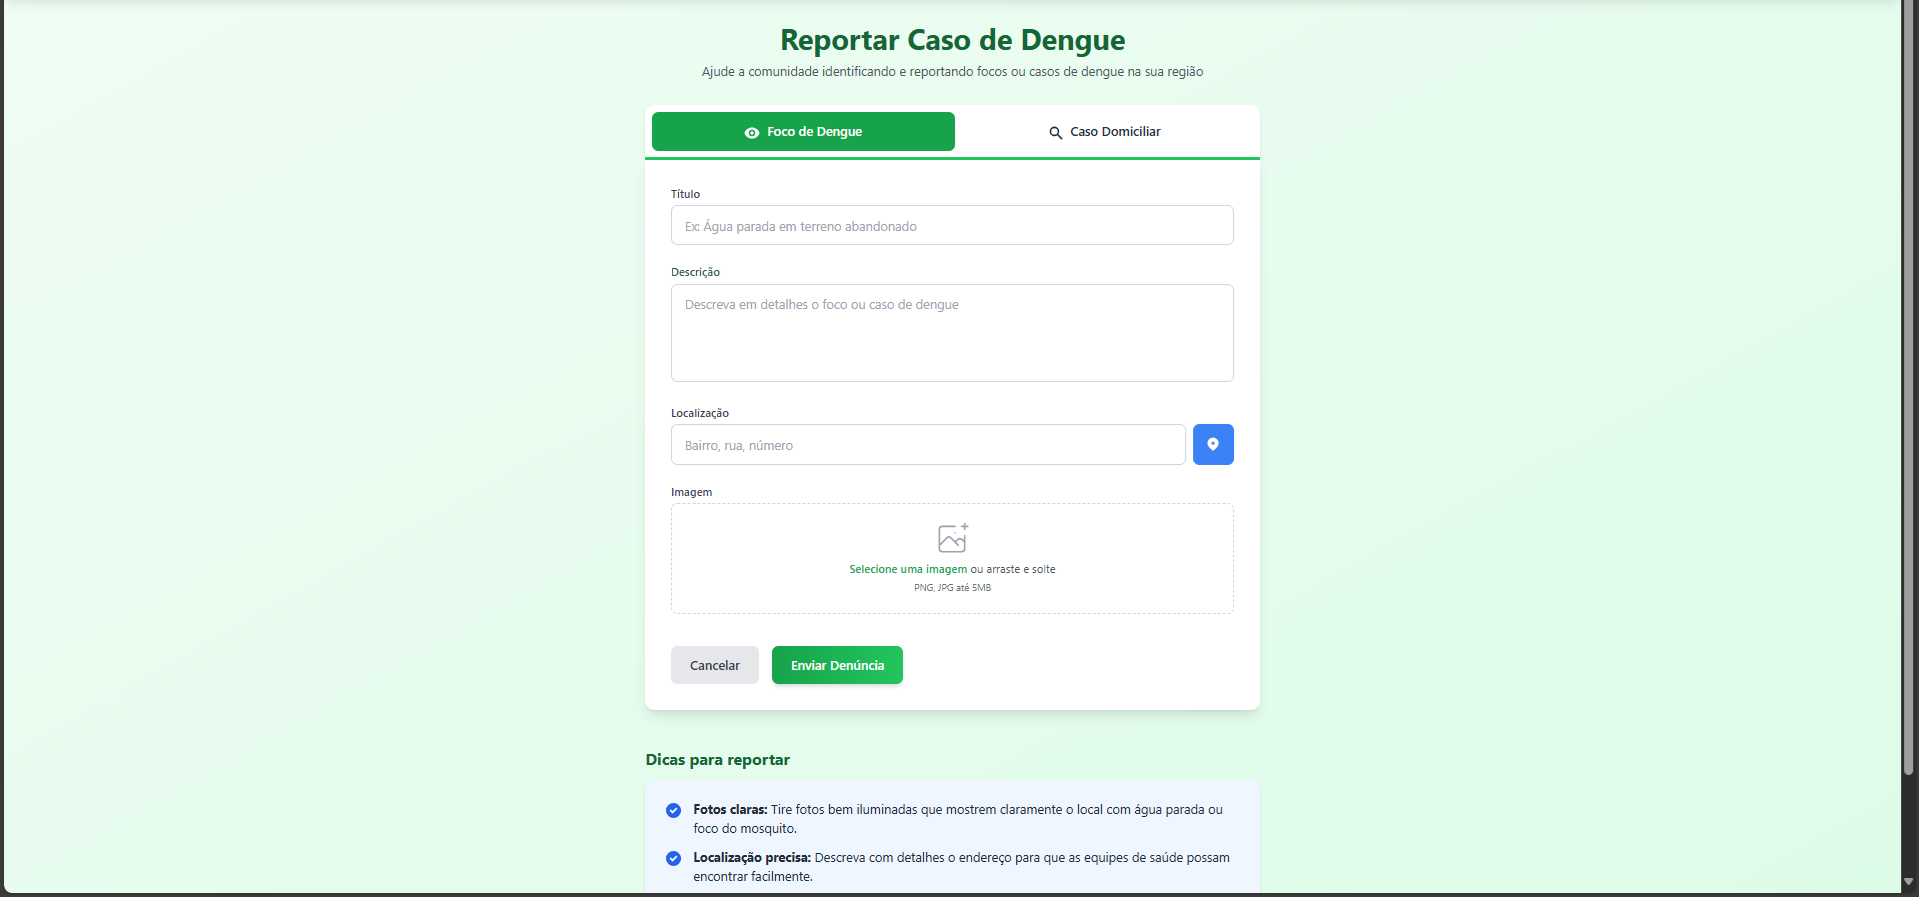 Reportar Caso de Dengue
Ajude a comunidade identificando e reportando focos ou casos de dengue na sua região
Foco de Dengue
Caso Domiciliar
Título
Ex: Água parada em terreno abandonado
Descrição
Descreva em detalhes o foco ou caso de dengue
Localização
Bairro, rua, número
Imagem
Selecione uma imagem ou arraste e solte
PNG, JPG até 5MB
Cancelar
Enviar Denúncia
Dicas para reportar
Fotos claras: Tire fotos bem iluminadas que mostrem claramente o local com água parada ou
foco do mosquito.
Localização precisa: Descreva com detalhes o endereço para que as equipes de saúde possam
encontrar facilmente.